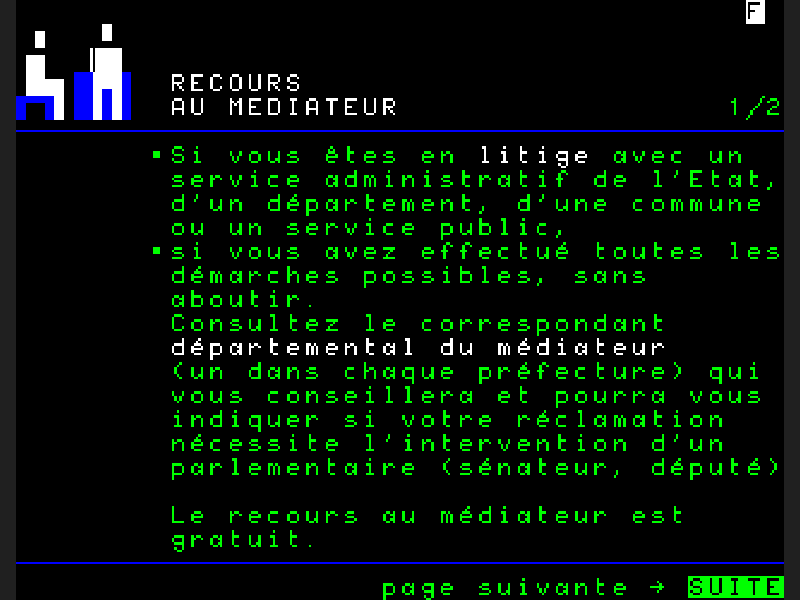 F
RECOURS
AU MEDIATEUR 1/2
▪Si vous êtes en litige avec un
service administratif de l'Etat,
d'un département, d'une commune
ou un service public,
▪si vous avez effectué toutes les
démarches possibles, sans
aboutir.
Consultez le correspondant
départemental du médiateur
(un dans chaque préfecture) qui
vous conseillera et pourra vous
indiquer si votre réclamation
nécessite l'intervention d'un
parlementaire (sénateur, député)
Le recours au médiateur est
gratuit.
page suivante → SUITE